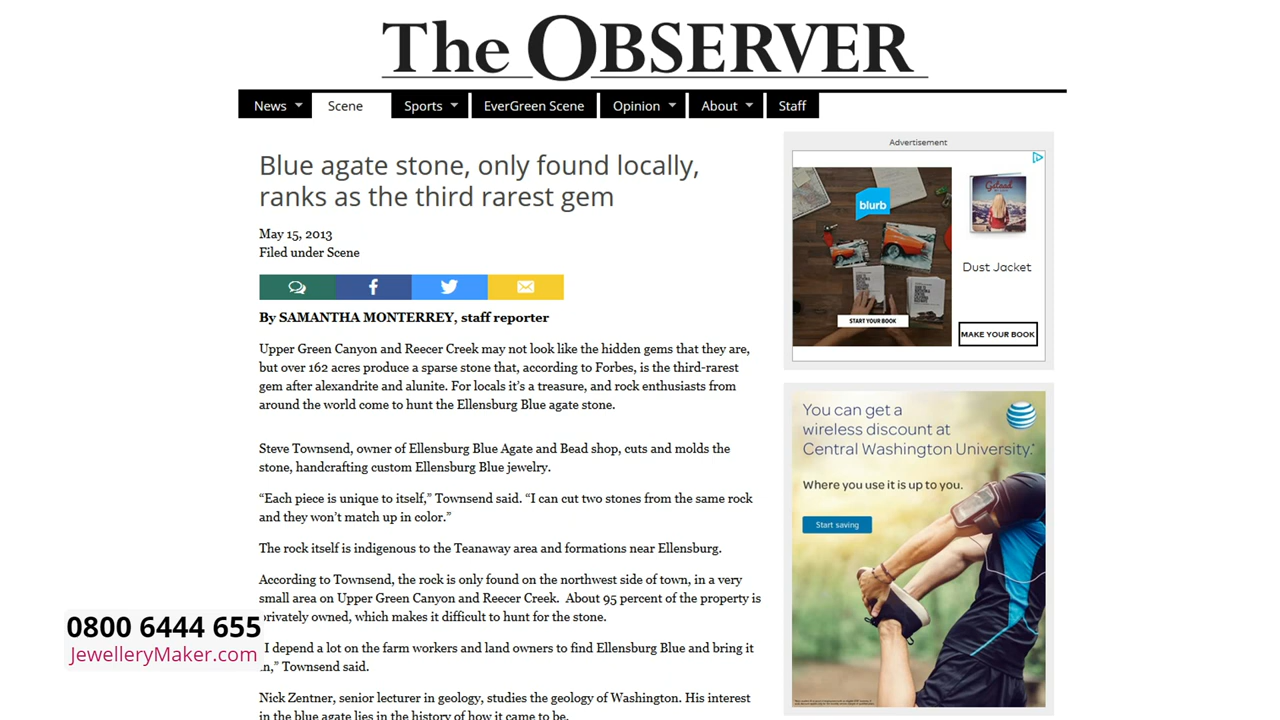 The OBSERVER
News Scene Sports EverGreen Scene Opinion About Staff
Blue agate stone, only found locally,
ranks as the third rarest gem
May 15, 2013
Filed under Scene
By SAMANTHA MONTERREY, staff reporter
Upper Green Canyon and Reecer Creek may not look like the hidden gems that they are,
but over 162 acres produce a sparse stone that, according to Forbes, is the third-rarest
gem after alexandrite and alunite. For locals it’s a treasure, and rock enthusiasts from
around the world come to hunt the Ellensburg Blue agate stone.
Steve Townsend, owner of Ellensburg Blue Agate and Bead shop, cuts and molds the
stone, handcrafting custom Ellensburg Blue jewelry.
“Each piece is unique to itself,” Townsend said. “I can cut two stones from the same rock
and they won’t match up in color.”
The rock itself is indigenous to the Teanaway area and formations near Ellensburg.
According to Townsend, the rock is only found on the northwest side of town, in a very
small area on Upper Green Canyon and Reecer Creek. About 95 percent of the property is
privately owned, which makes it difficult to hunt for the stone.
I depend a lot on the farm workers and land owners to find Ellensburg Blue and bring it
in,” Townsend said.
Nick Zentner, senior lecturer in geology, studies the geology of Washington. His interest
in the blue agate lies in the history of how it came to be.
0800 6444 655
JewelleryMaker.com
Advertisement
blurb
START YOUR BOOK
Dust Jacket
MAKE YOUR BOOK
You can get a
wireless discount at
Central Washington University.*
Where you use it is up to you.
Start saving